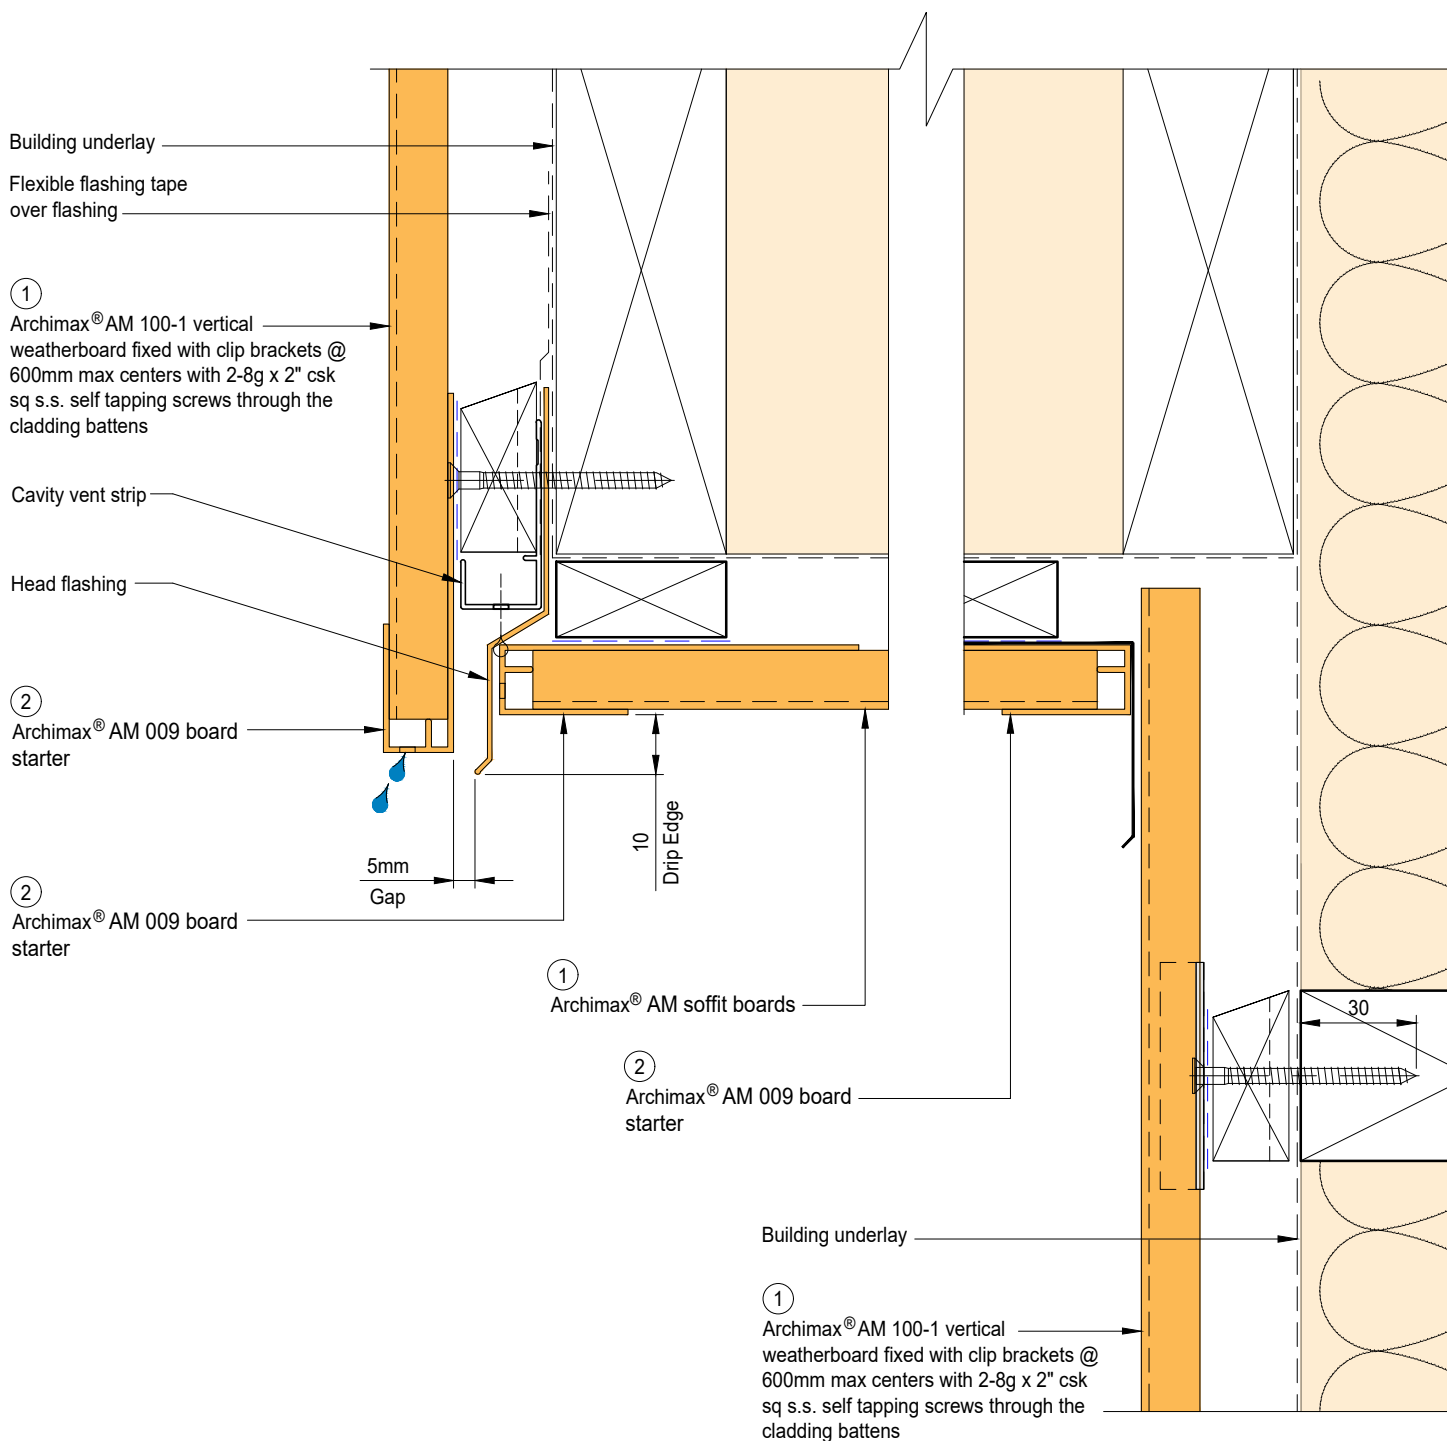 Building underlay
Flexible flashing tape
over flashing
1
Archimax® AM 100-1 vertical
weatherboard fixed with clip brackets @
600mm max centers with 2-8g x 2" csk
sq s.s. self tapping screws through the
cladding battens
Cavity vent strip
Head flashing
2
Archimax® AM 009 board
starter
5mm
Gap
10
Drip Edge
2
Archimax® AM 009 board
starter
1
Archimax® AM soffit boards
2
Archimax® AM 009 board
starter
30
Building underlay
1
Archimax® AM 100-1 vertical
weatherboard fixed with clip brackets @
600mm max centers with 2-8g x 2" csk
sq s.s. self tapping screws through the
cladding battens